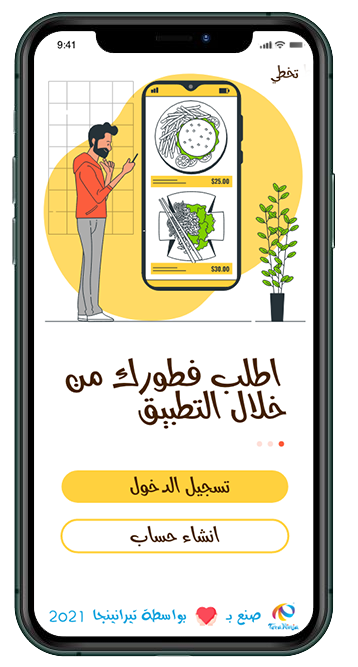 9:41
تخطي
$25.00
$30.00
اطلب فطورك من
خلال التطبيق
تسجيل الدخول
انشاء حساب
صنع بـ بواسطة تيرانينجا 2021
TeraNinja